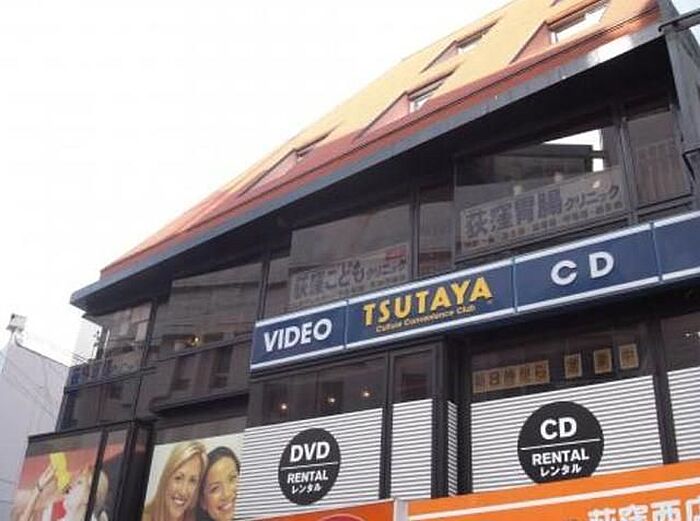 荻窪胃腸クリニック
荻窪こどもクリニック
VIDEO
TSUTAYA
Culture Convenience Club
CD
DVD
RENTAL
レンタル
CD
RENTAL
レンタル
荻窪西口